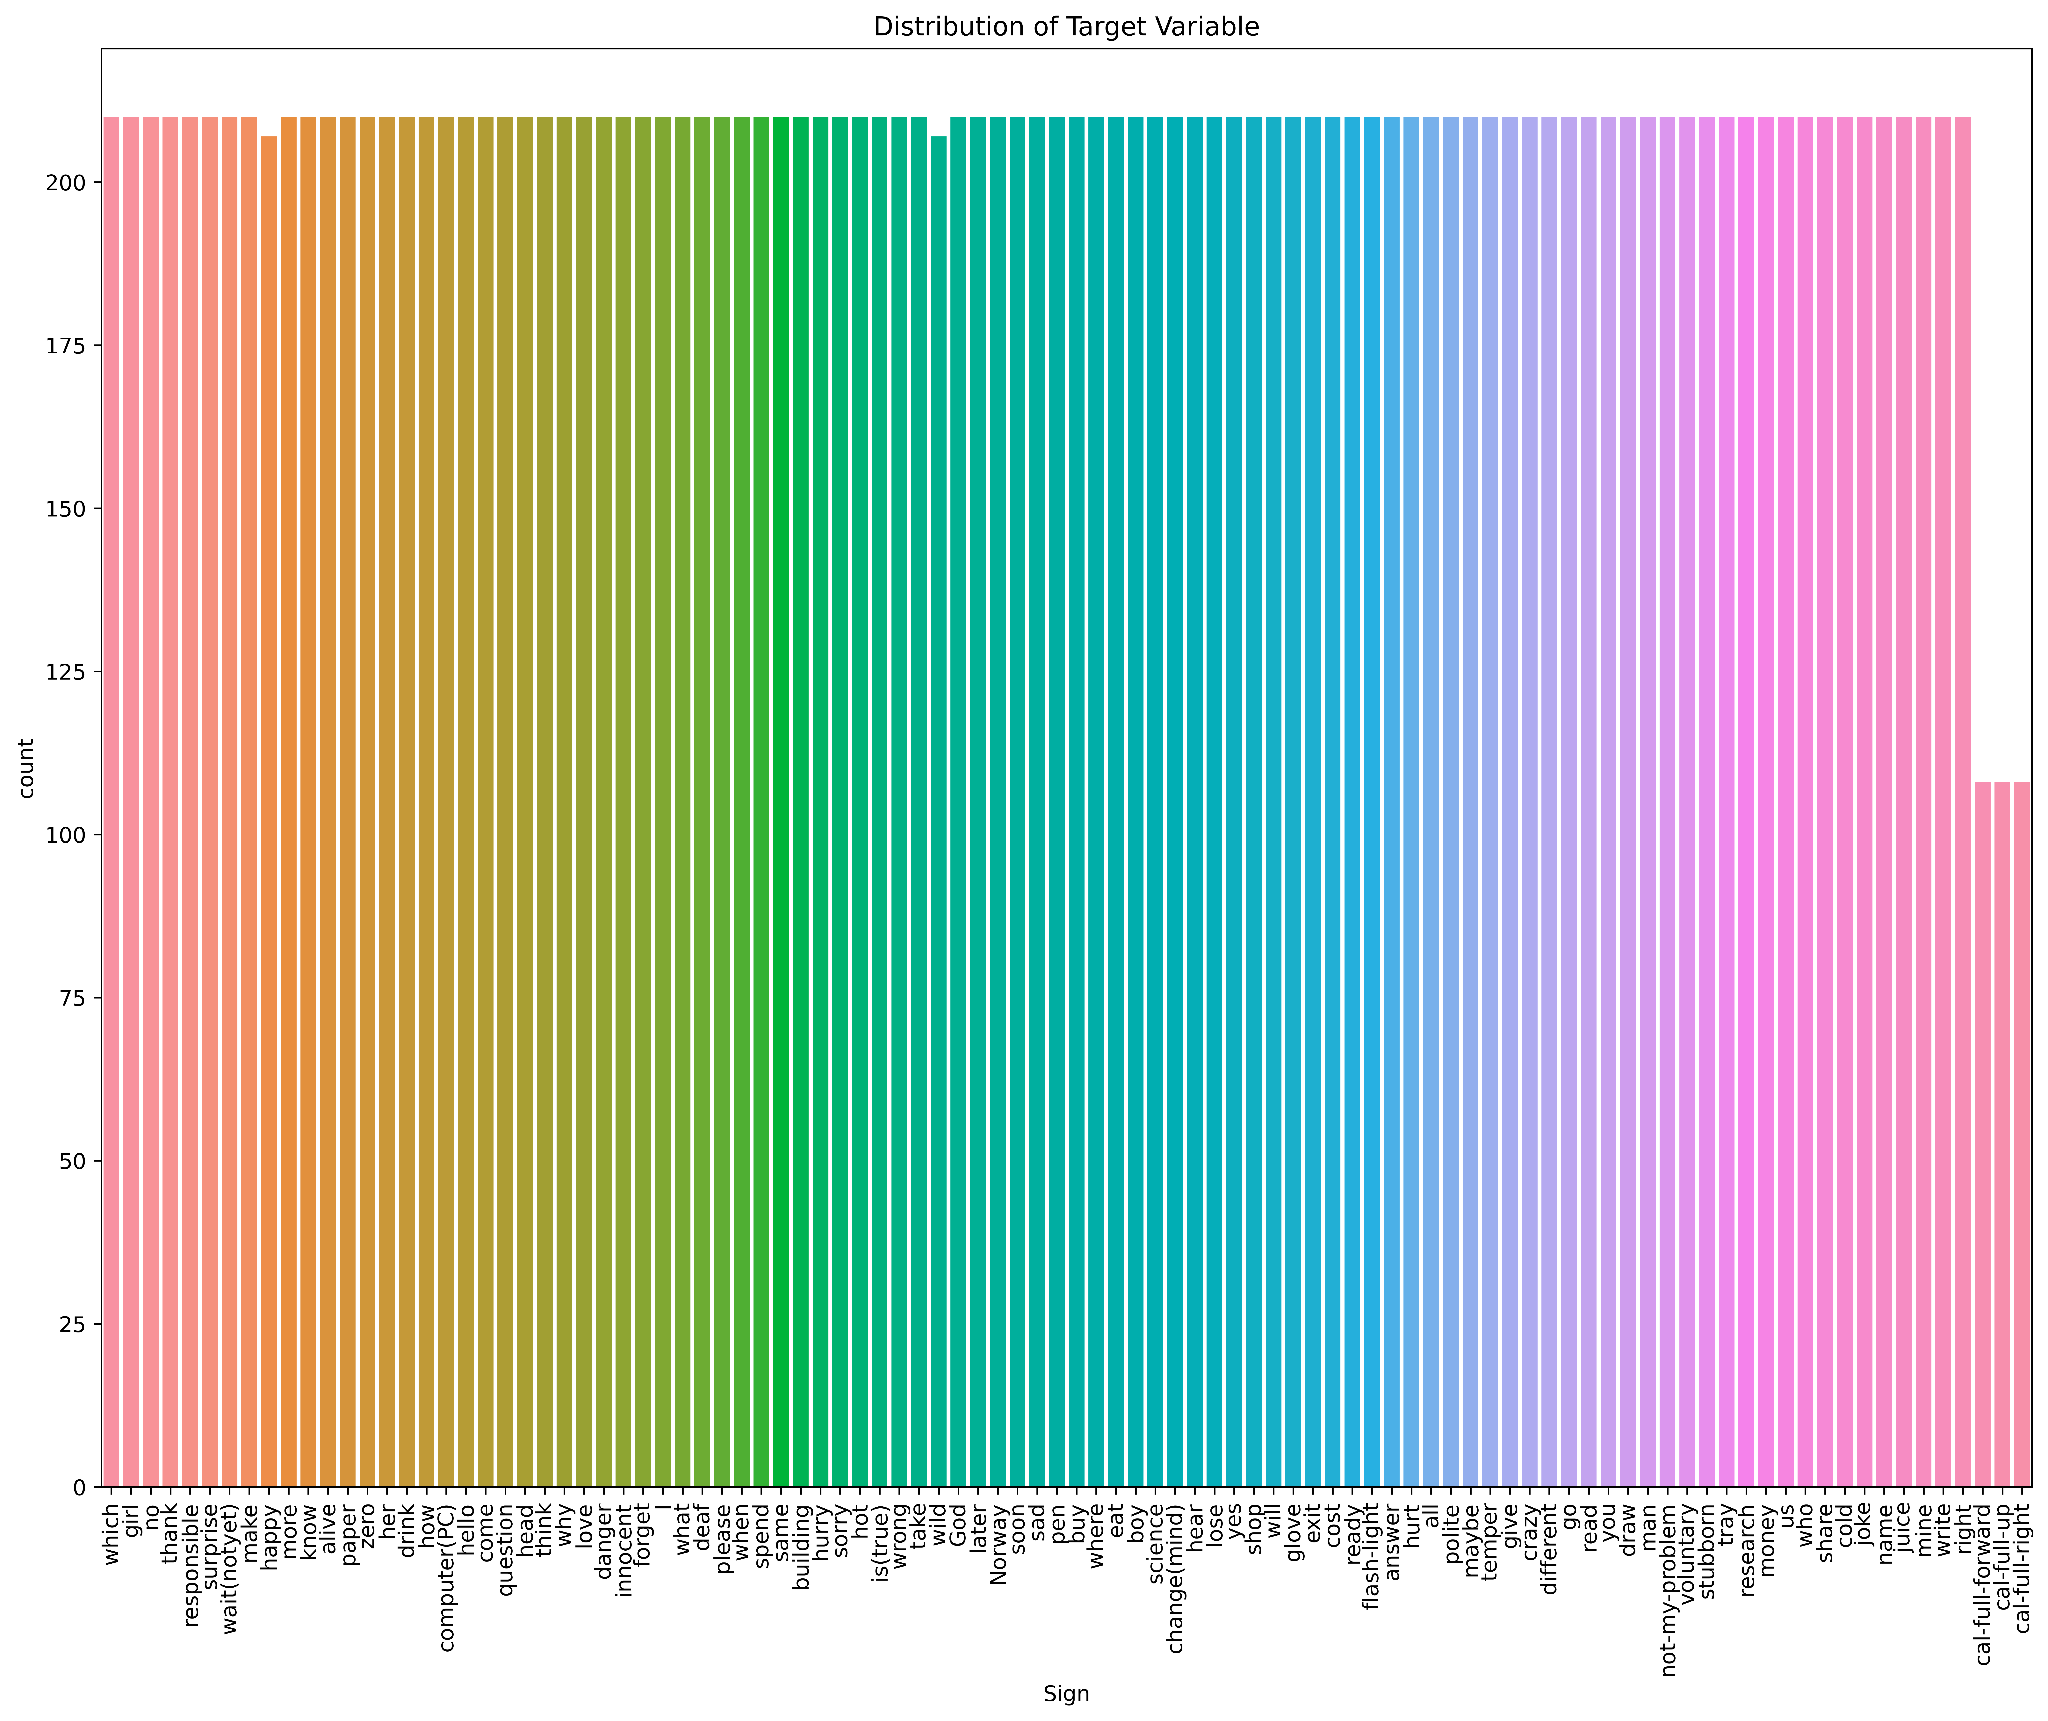 Distribution of Target Variable
count
200
175
150
125
100
75
50
25
0
which
girl
no
thank
responsible
surprise
wait(notyet)
make
happy
more
know
alive
paper
zero
her
drink
how
computer(PC)
hello
come
question
head
think
why
love
danger
innocent
forget
I
what
deaf
please
when
spend
same
building
hurry
sorry
hot
is(true)
wrong
take
wild
God
later
Norway
soon
sad
pen
buy
where
eat
boy
science
change(mind)
hear
lose
yes
shop
will
glove
exit
cost
ready
flash-light
answer
hurt
all
polite
maybe
temper
give
crazy
different
go
read
you
draw
man
not-my-problem
voluntary
stubborn
tray
research
money
us
who
share
cold
joke
name
juice
mine
write
right
cal-full-forward
cal-full-up
cal-full-right
Sign